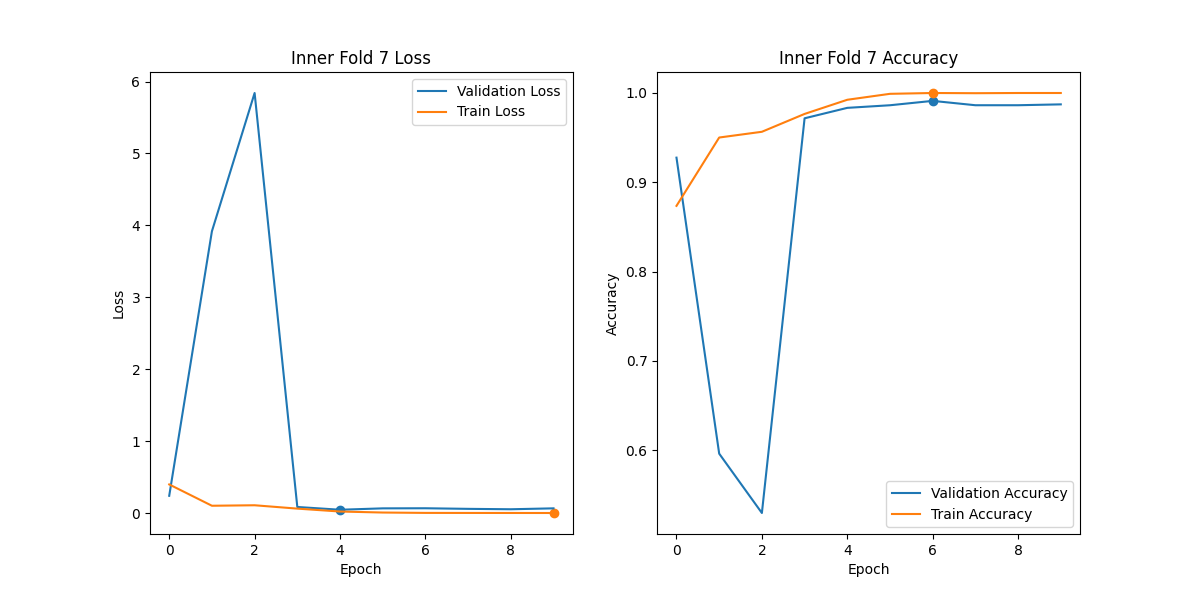 Inner Fold 7 Loss
Validation Loss
Train Loss
6
5
4
3
2
1
0
Loss
0 2 4 6 8
Epoch
Inner Fold 7 Accuracy
1.0
0.9
0.8
0.7
0.6
Accuracy
Validation Accuracy
Train Accuracy
0 2 4 6 8
Epoch